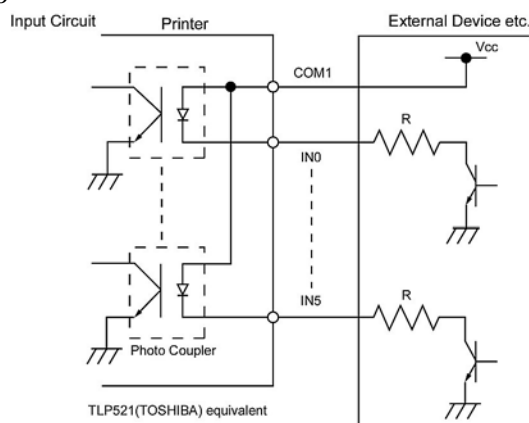 Input Circuit
Printer
External Device etc.
Vcc
COM1
R
IN0
IN5
R
Photo Coupler
TLP521(TOSHIBA) equivalent